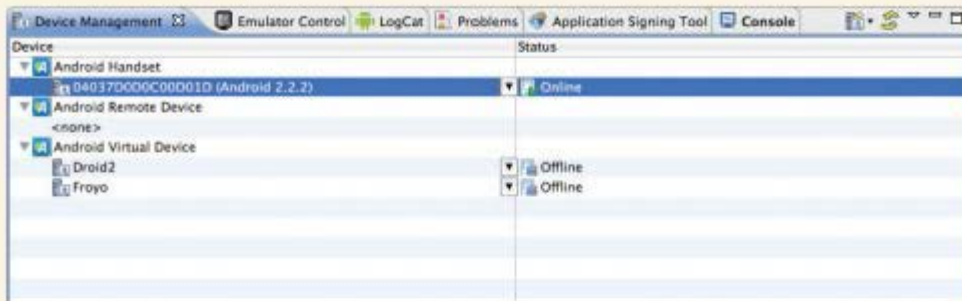 Device Management Emulator Control LogCat Problems Application Signing Tool Console
Device Status
Android Handset
04037D0D0C00D01D (Android 2.2.2) Online
Android Remote Device
<none>
Android Virtual Device
Droid2 Offline
Froyo Offline